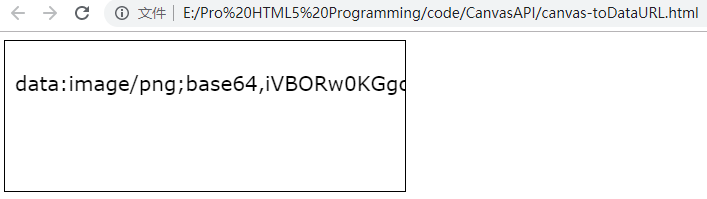 文件 E:/Pro%20HTML5%20Programming/code/CanvasAPI/canvas-toDataURL.html
data:image/png;base64,iVBORw0KGgo